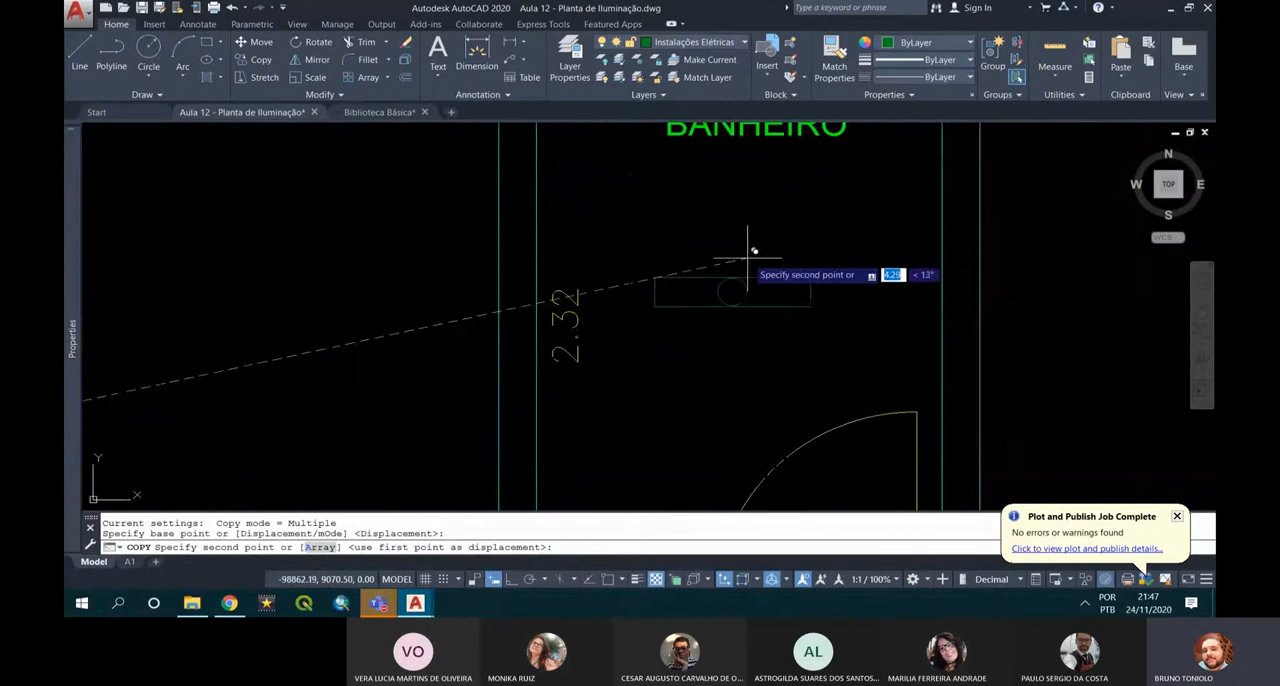 Autodesk AutoCAD 2020 Aula 12 - Planta de Iluminação.dwg
Type a keyword or phrase
Sign In
Home Insert Annotate Parametric View Manage Output Add-ins Collaborate Express Tools Featured Apps
Line Polyline Circle Arc
Move Rotate Trim
Copy Mirror Fillet
Stretch Scale Array
Text Dimension Table
Layer Properties
Instalações Elétricas
Make Current
Match Layer
Insert
Match Properties
ByLayer
ByLayer
ByLayer
Group Measure Paste Base
Draw Modify Annotation Layers Block Properties Groups Utilities Clipboard View
Start Aula 12 - Planta de Iluminação* Biblioteca Básica*
BANHEIRO
N
W TOP E
S
WCS
Specify second point or 4.29 < 13°
2.32
Properties
Y
X
Current settings: Copy mode = Multiple
Specify base point or [Displacement/mOde] <Displacement>:
COPY Specify second point or [Array] <use first point as displacement>:
Plot and Publish Job Complete
No errors or warnings found
Click to view plot and publish details...
Model A1
-98862.19, 9070.50, 0.00 MODEL 1:1 / 100% Decimal
POR
PTB
21:47
24/11/2020
VO
AL
VERA LUCIA MARTINS DE OLIVEIRA MONIKA RUIZ CESAR AUGUSTO CARVALHO DE O... ASTROGILDA SUARES DOS SANTOS... MARILIA FERREIRA ANDRADE PAULO SERGIO DA COSTA BRUNO TONIOLO